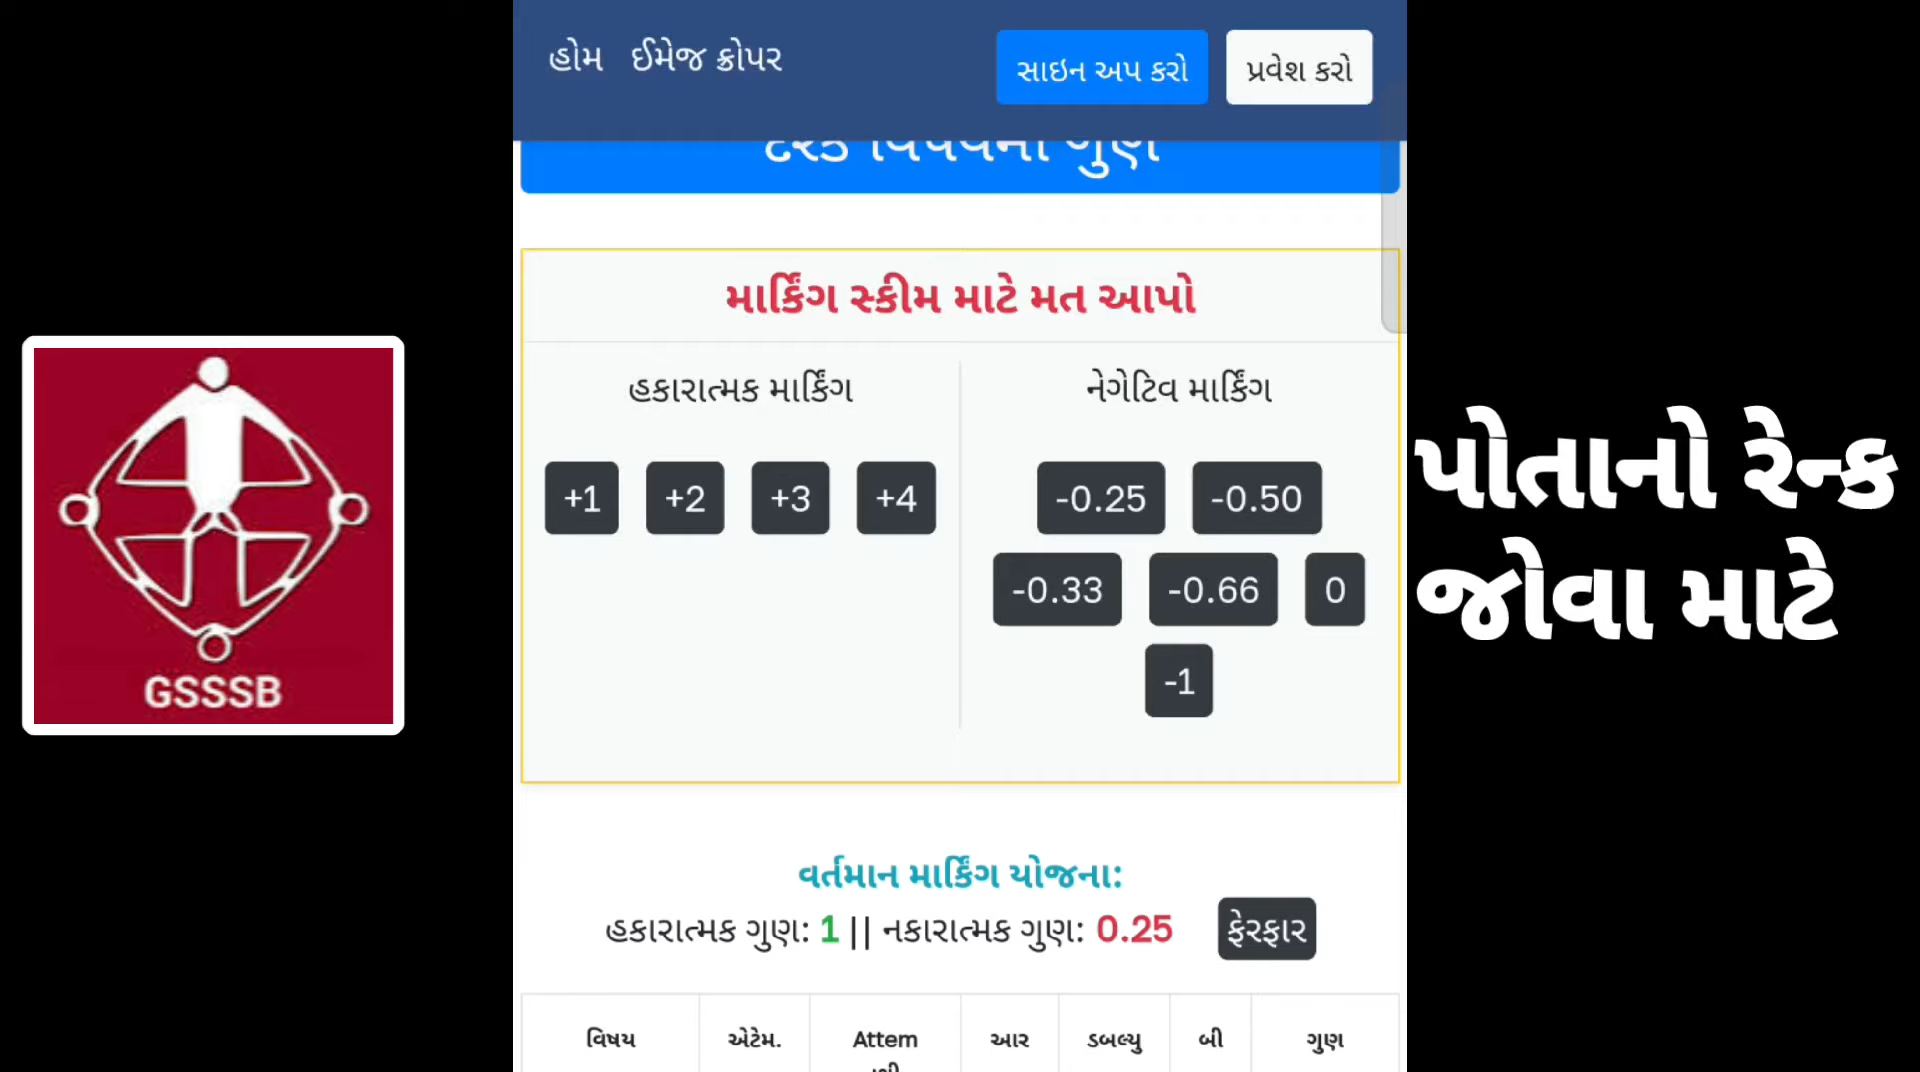 હોમ ઈમેજ ક્રોપર
સાઇન અપ કરો
પ્રવેશ કરો
માર્કિંગ સ્કીમ માટે મત આપો
હકારાત્મક માર્કિંગ
નેગેટિવ માર્કિંગ
+1 +2 +3 +4
-0.25 -0.50
-0.33 -0.66 0
-1
GSSSB
પોતાનો રેન્ક
જોવા માટે
વર્તમાન માર્કિંગ યોજના:
હકારાત્મક ગુણ: 1 || નકારાત્મક ગુણ: 0.25
ફેરફાર
વિષય એટેમ. Attem આર ડબલ્યુ બી ગુણ